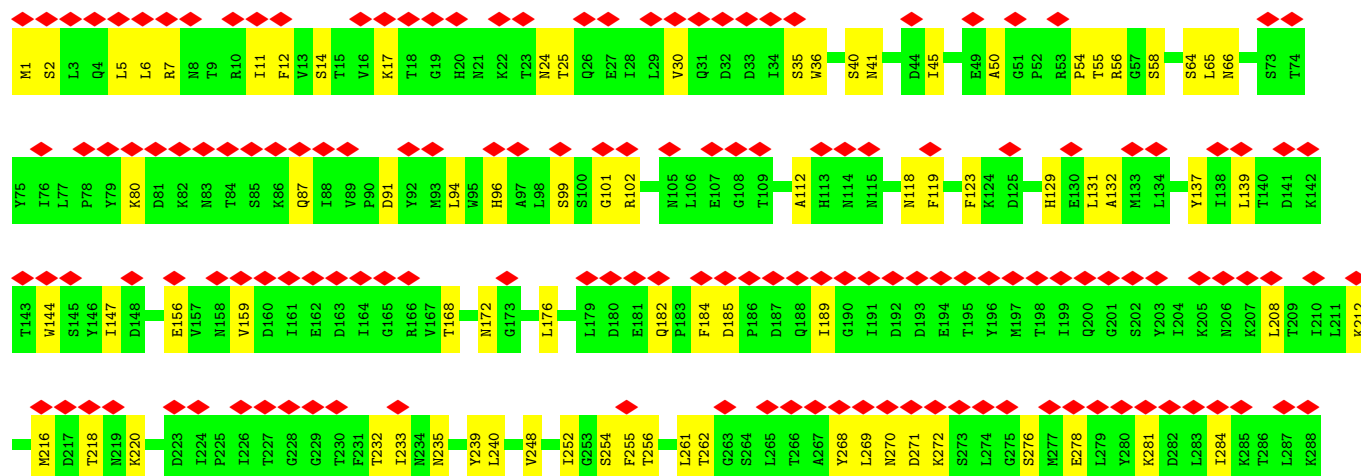 M1 S2 L3 Q4 L5 L6 R7 N8 T9 R10 I11 F12 V13 S14 T15 V16 K17 T18 G19 H20 N21 K22 T23 N24 T25 Q26 E27 I28 L29 V30 Q31 D32 D33 I34 S35 W36 S40 N41 D44 I45 E49 A50 G51 P52 R53 P54 T55 R56 G57 S58 S64 L65 N66 S73 T74
Y75 I76 L77 P78 Y79 K80 D81 K82 N83 T84 S85 K86 Q87 I88 V89 P90 D91 Y92 M93 L94 W95 H96 A97 L98 S99 S100 G101 R102 N105 L106 E107 G108 T109 A112 H113 N114 N115 N118 F119 F123 K124 D125 H129 E130 L131 A132 M133 L134 Y137 I138 L139 T140 D141 K142
T143 W144 S145 Y146 I147 D148 E156 V157 N158 V159 D160 I161 E162 D163 I164 G165 R166 V167 T168 N172 G173 L176 L179 D180 E181 Q182 P183 F184 D185 P186 D187 Q188 I189 G190 I191 D192 D193 E194 T195 Y196 M197 T198 I199 Q200 G201 S202 Y203 I204 K205 N206 K207 L208 T209 I210 L211 K212
M216 D217 T218 N219 K220 D223 I224 P225 I226 T227 G228 G229 T230 F231 T232 I233 N234 N235 Y239 L240 V248 I252 G253 S254 F255 T256 L261 T262 G263 S264 L265 T266 A267 Y268 L269 N270 D271 K272 S273 L274 G275 S276 M277 E278 L279 Y280 K281 D282 L283 I284 K285 T286 L287 K288